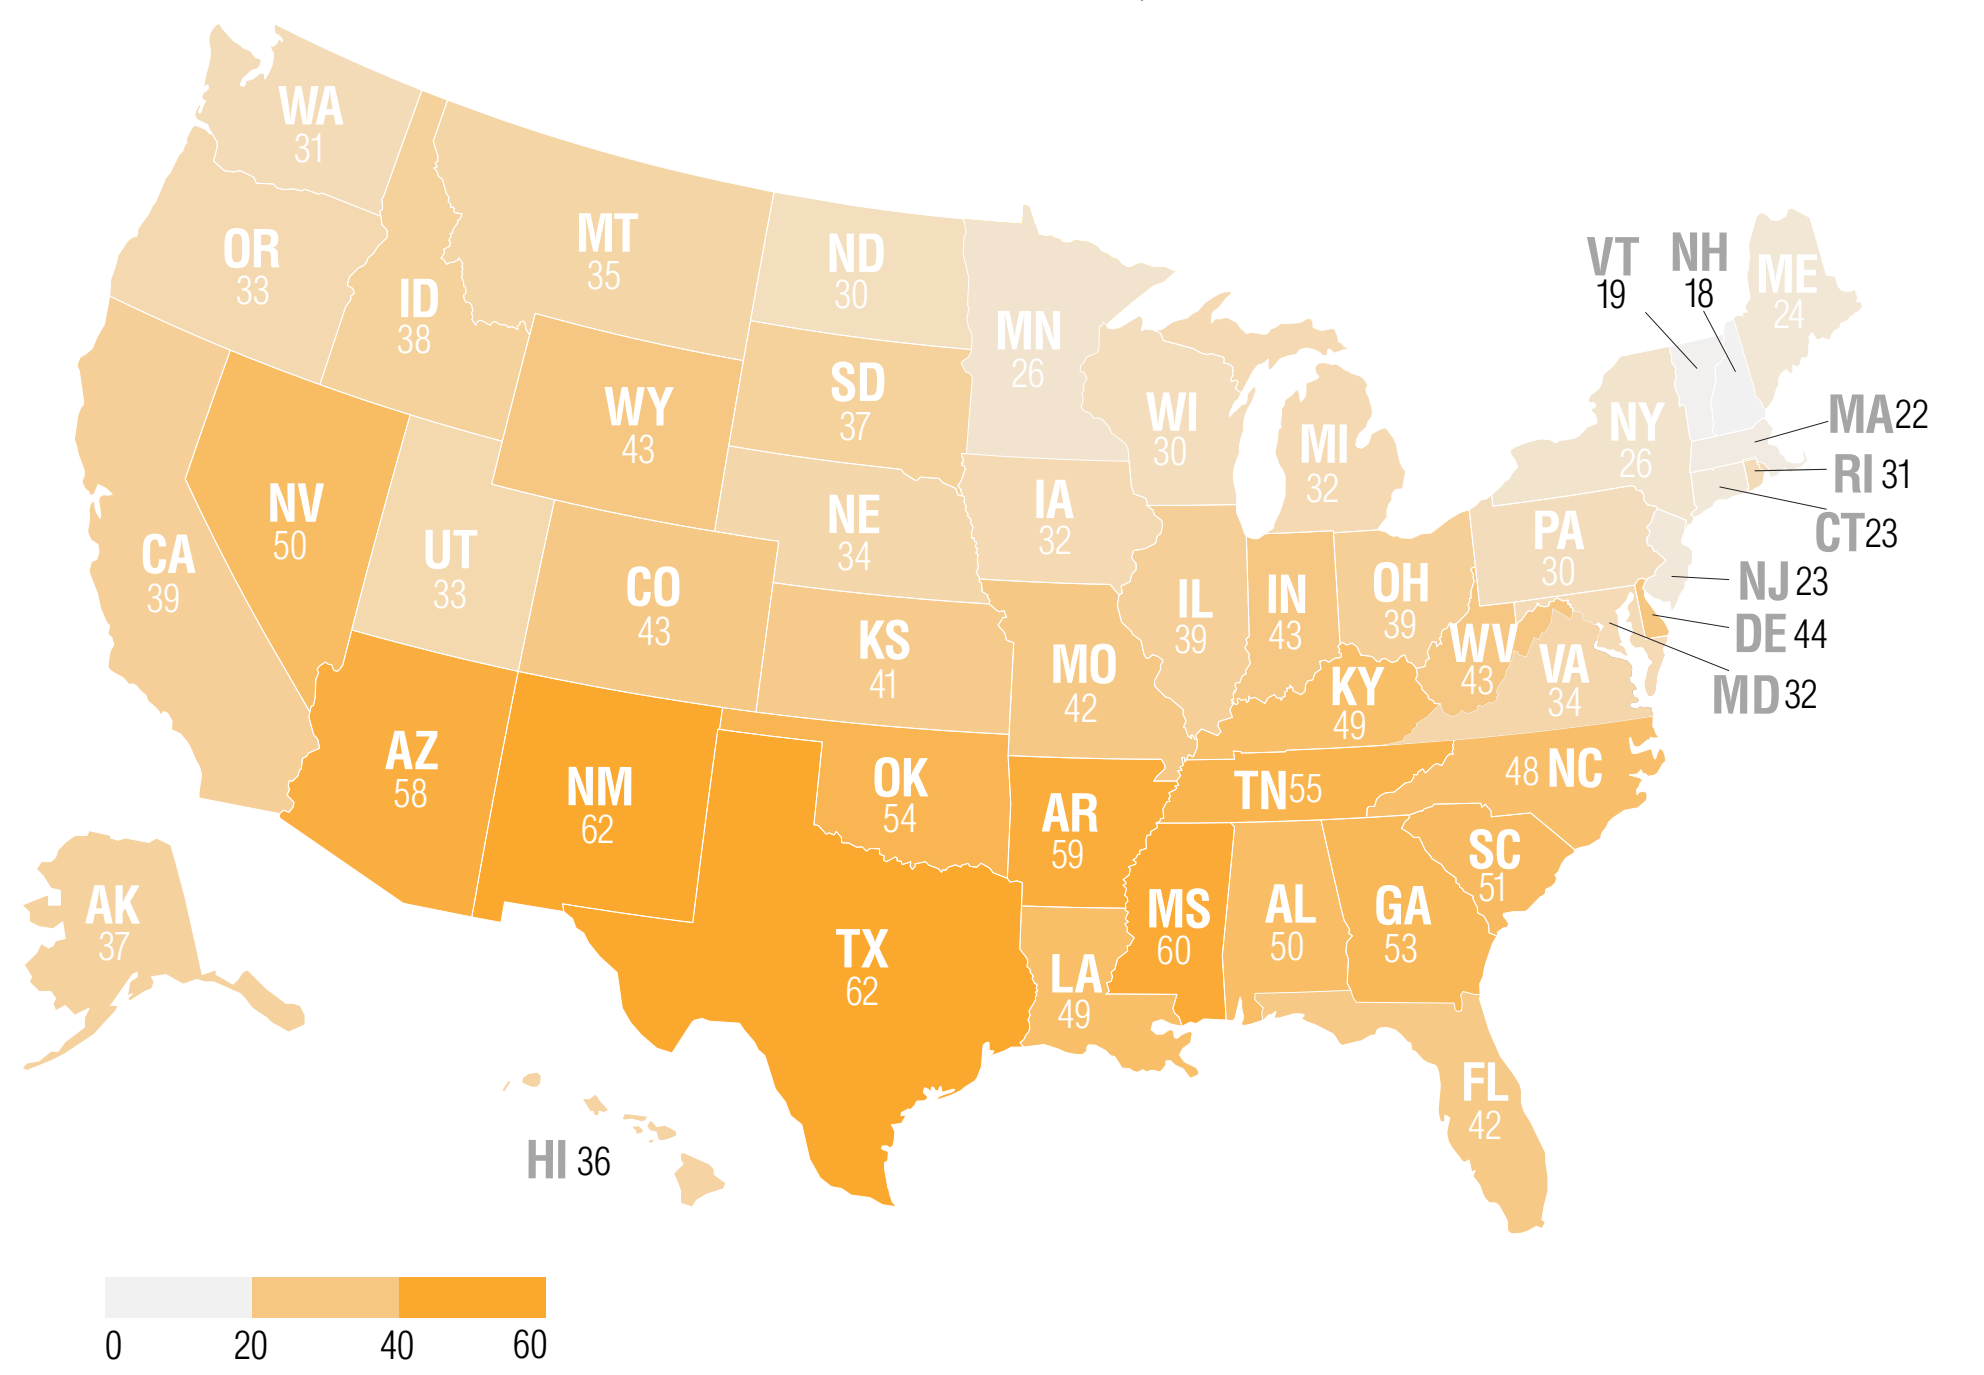 WA
31
OR
33
ID
38
MT
35
ND
30
MN
26
SD
37
WY
43
NV
50
CA
39
UT
33
CO
43
NE
34
KS
41
IA
32
WI
30
MI
32
IL
39
IN
43
OH
39
MO
42
KY
49
WV
43
VA
34
PA
30
NY
26
VT
19
NH
18
ME
24
MA 22
RI 31
CT 23
NJ 23
DE 44
MD 32
AZ
58
NM
62
OK
54
AR
59
TN 55
48 NC
SC
51
MS
60
AL
50
GA
53
TX
62
LA
49
FL
42
AK
37
HI 36
0 20 40 60